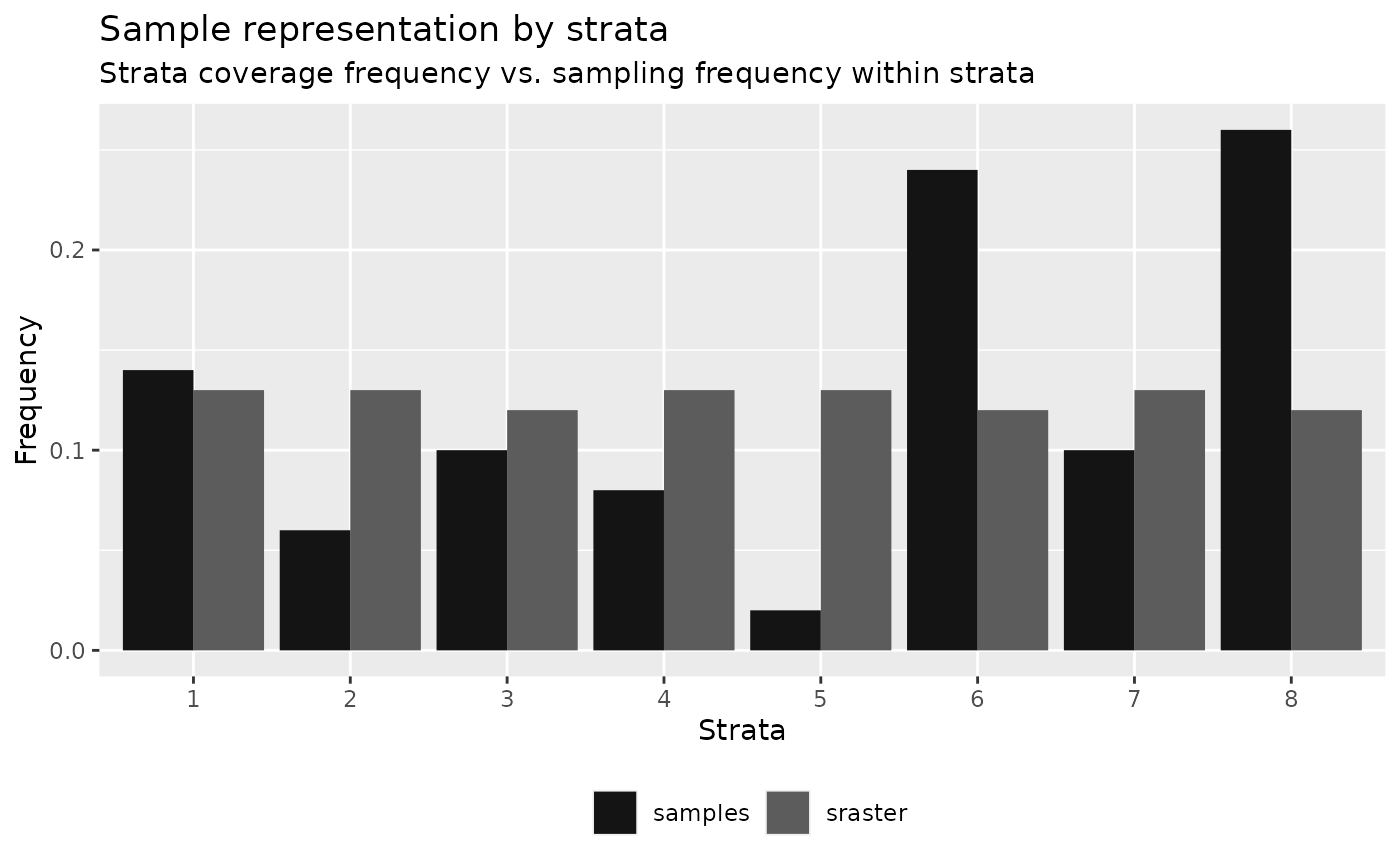 Sample representation by strata
Strata coverage frequency vs. sampling frequency within strata
Frequency
0.2
0.1
0.0
1 2 3 4 5 6 7 8
Strata
samples sraster